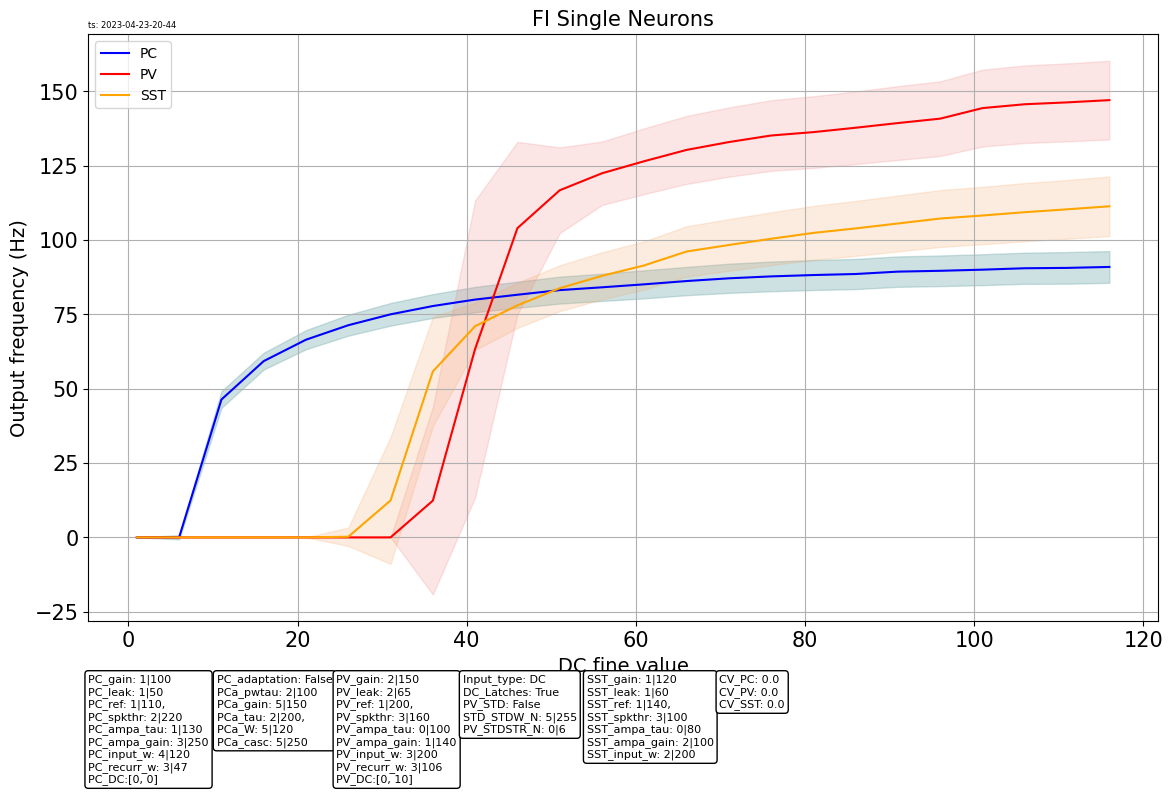 FI Single Neurons
ts: 2023-04-23-20-44
PC
PV
SST
Output frequency (Hz)
150
125
100
75
50
25
0
−25
0 20 40 60 80 100 120
DC fine value
PC_gain: 1|100
PC_leak: 1|50
PC_ref: 1|110,
PC_spkthr: 2|220
PC_ampa_tau: 1|130
PC_ampa_gain: 3|250
PC_input_w: 4|120
PC_recurr_w: 3|47
PC_DC:[0, 0]
PC_adaptation: False
PCa_pwtau: 2|100
PCa_gain: 5|150
PCa_tau: 2|200,
PCa_W: 5|120
PCa_casc: 5|250
PV_gain: 2|150
PV_leak: 2|65
PV_ref: 1|200,
PV_spkthr: 3|160
PV_ampa_tau: 0|100
PV_ampa_gain: 1|140
PV_input_w: 3|200
PV_recurr_w: 3|106
PV_DC:[0, 10]
Input_type: DC
DC_Latches: True
PV_STD: False
STD_STDW_N: 5|255
PV_STDSTR_N: 0|6
SST_gain: 1|120
SST_leak: 1|60
SST_ref: 1|140,
SST_spkthr: 3|100
SST_ampa_tau: 0|80
SST_ampa_gain: 2|100
SST_input_w: 2|200
CV_PC: 0.0
CV_PV: 0.0
CV_SST: 0.0